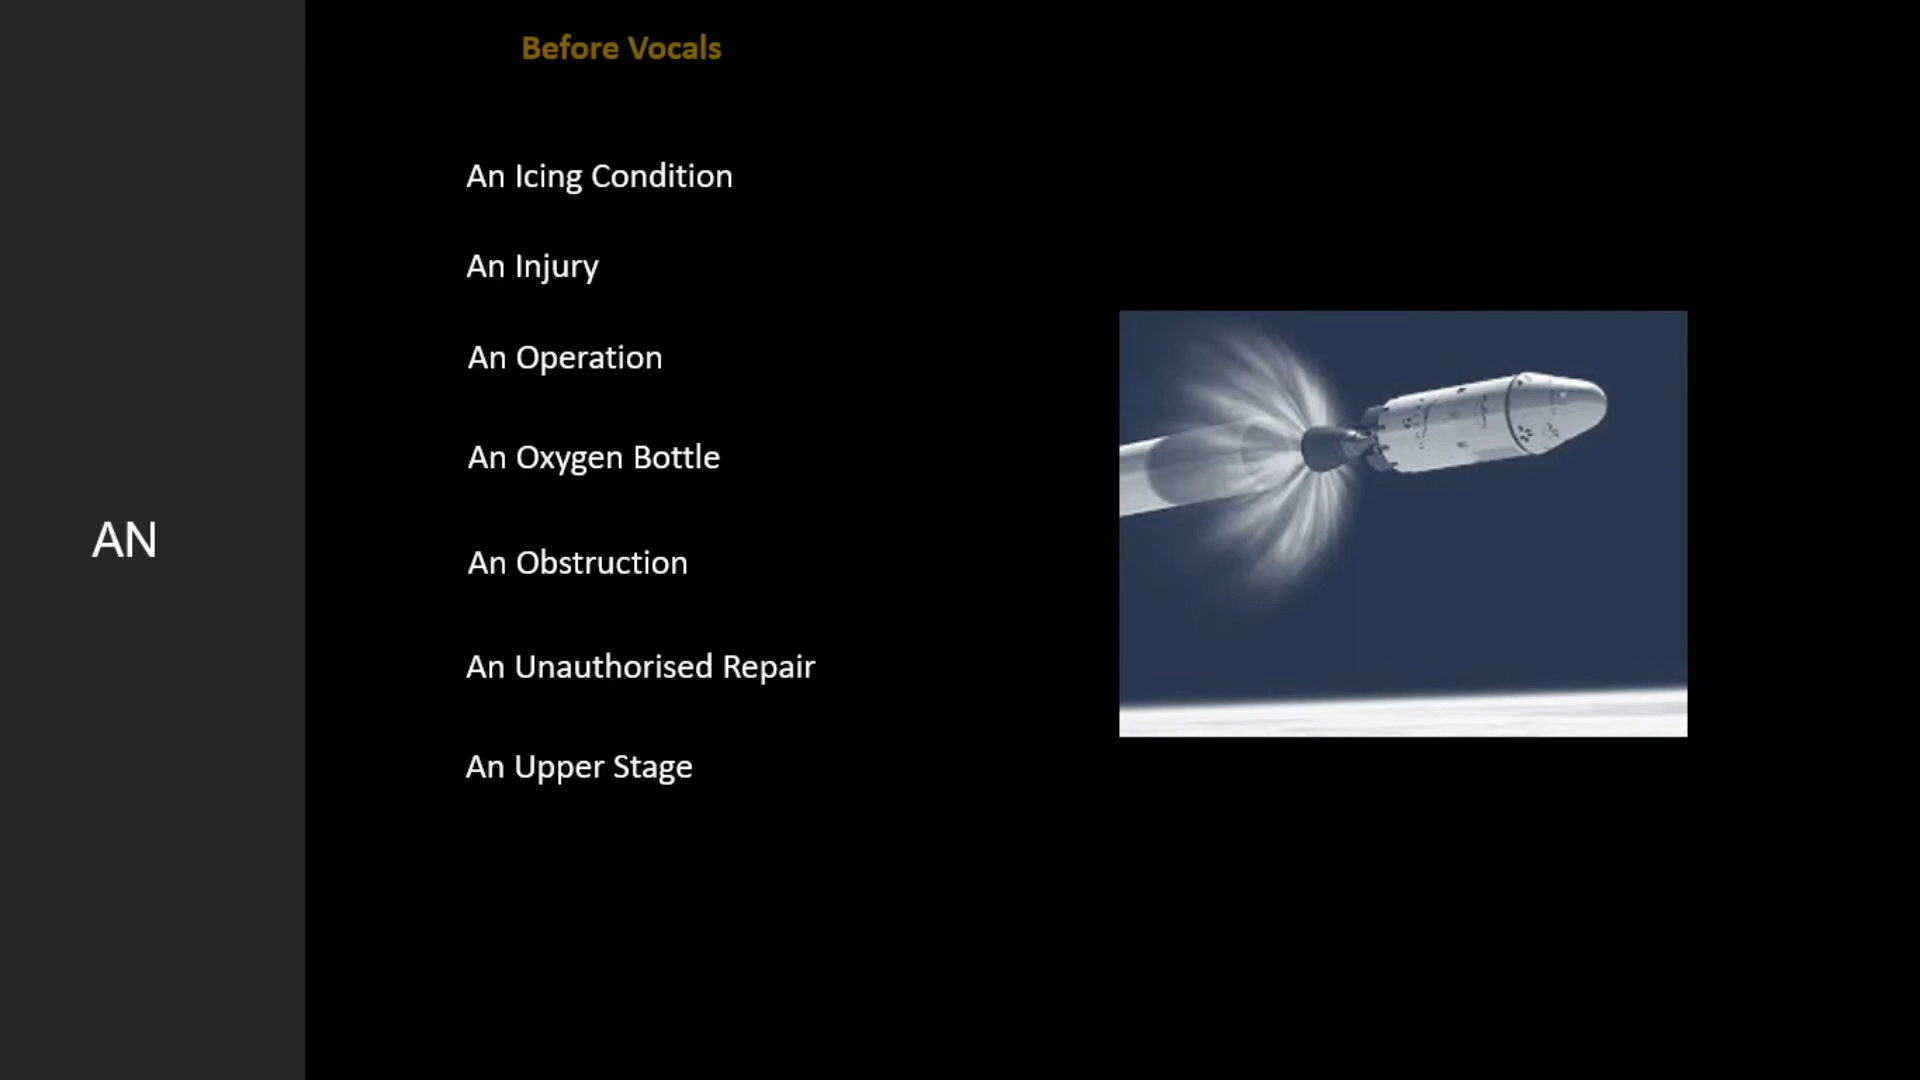 Before Vocals
An Icing Condition
An Injury
An Operation
An Oxygen Bottle
An Obstruction
An Unauthorised Repair
An Upper Stage
AN